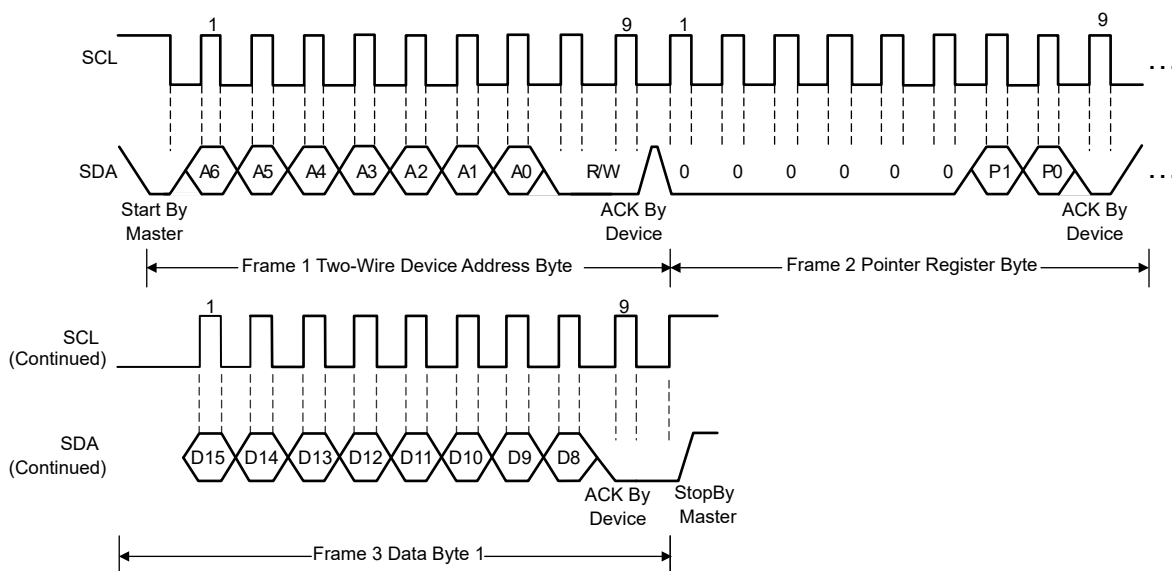 1 9 1 9
SCL ...
SDA A6 A5 A4 A3 A2 A1 A0 R/W 0 0 0 0 0 0 P1 P0 ...
Start By
Master
ACK By
Device
ACK By
Device
Frame 1 Two-Wire Device Address Byte
Frame 2 Pointer Register Byte
1 9
SCL
(Continued)
SDA
(Continued)
D15 D14 D13 D12 D11 D10 D9 D8
ACK By
Device
StopBy
Master
Frame 3 Data Byte 1